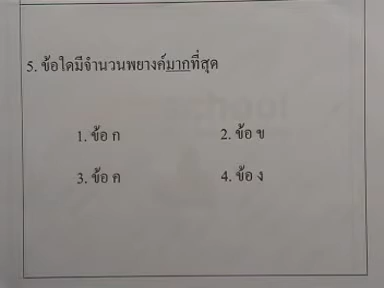 5. ข้อใดมีจำนวนพยางค์มากที่สุด
1. ข้อ ก 2. ข้อ ข
3. ข้อ ค 4. ข้อ ง